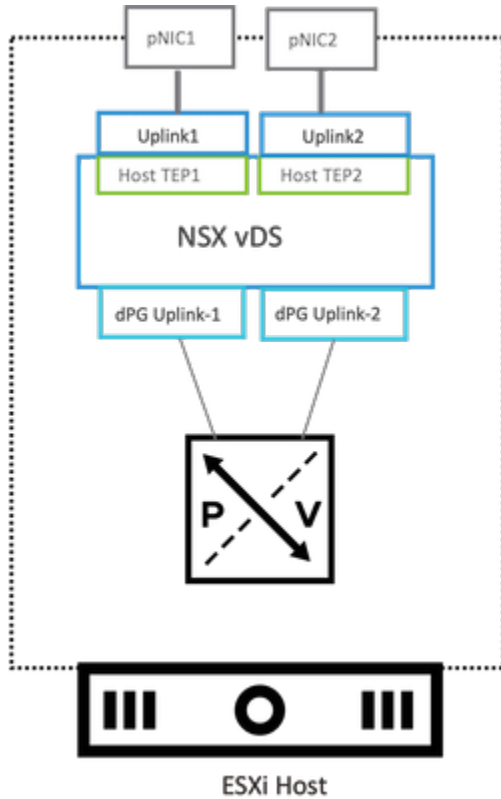 pNIC1
pNIC2
Uplink1
Uplink2
Host TEP1
Host TEP2
NSX vDS
dPG Uplink-1
dPG Uplink-2
P
V
ESXi Host